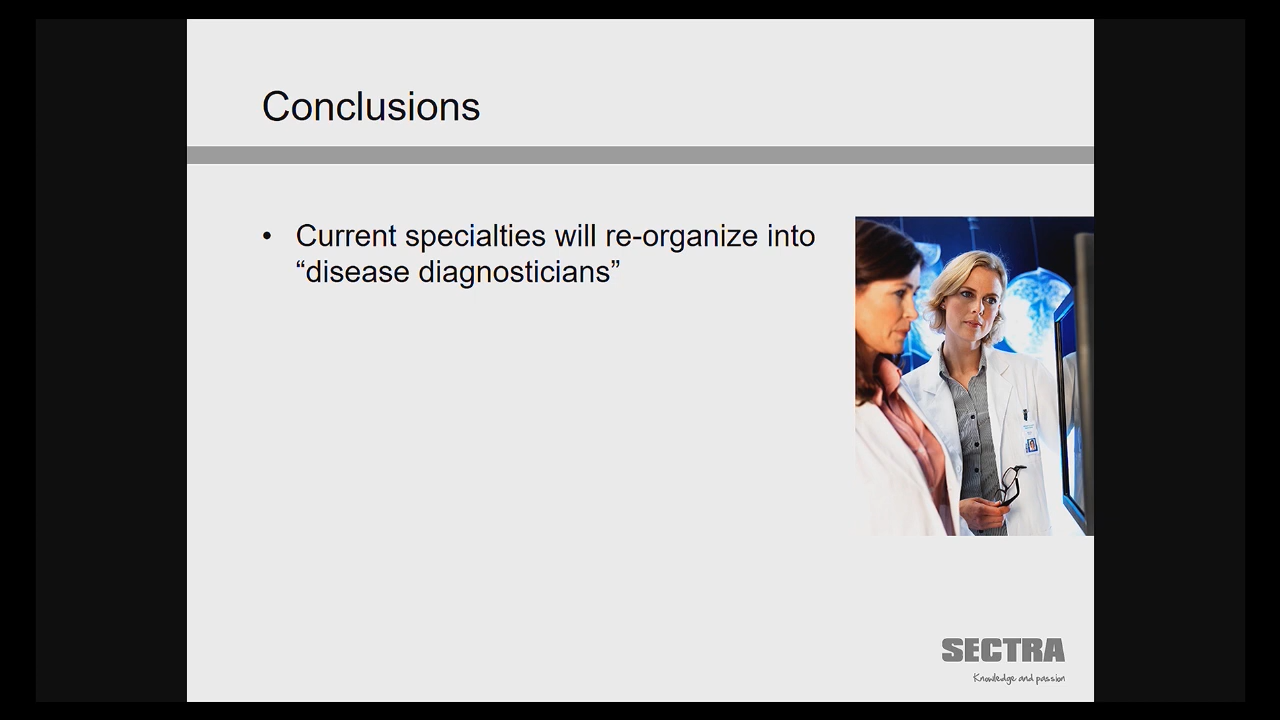 Conclusions
• Current specialties will re-organize into
“disease diagnosticians”
SECTRA
Knowledge and passion